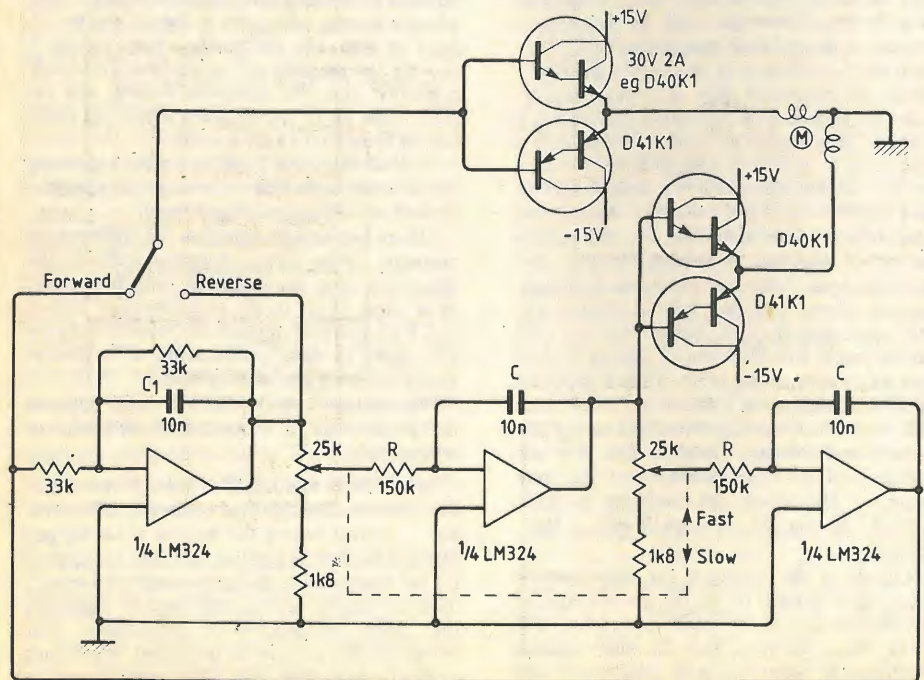 +15V
30V 2A
eg D40K1
D41K1
M
-15V
+15V
D40K1
D41K1
-15V
Forward
Reverse
33k
C1
10n
C
10n
C
10n
33k
25k
R
150k
25k
R
150k
Fast
Slow
1/4 LM324
1k8
1/4 LM324
1k8
1/4 LM324